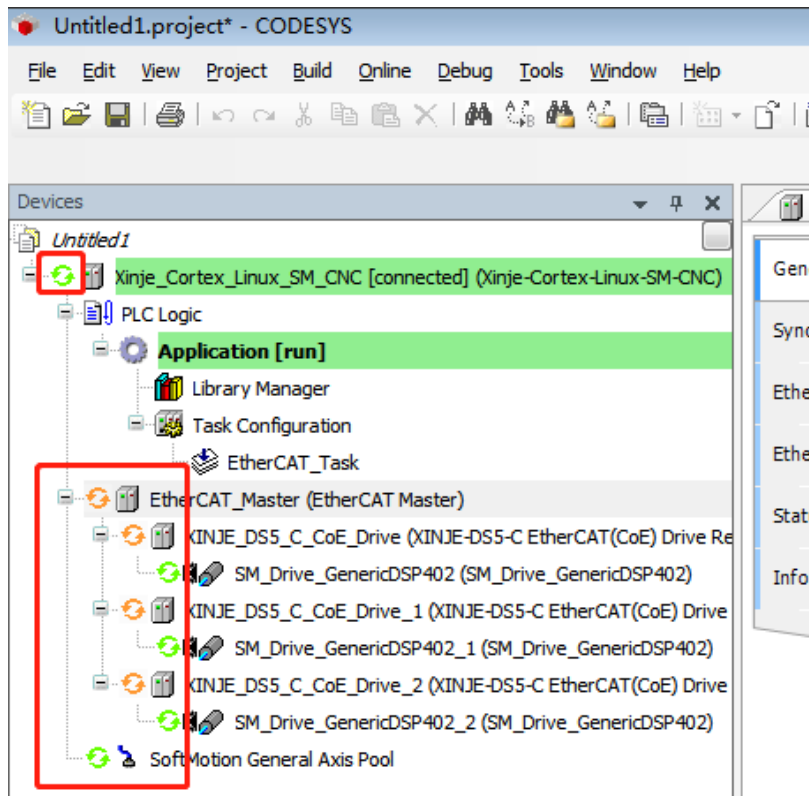 Untitled1.project* - CODESYS
File Edit View Project Build Online Debug Tools Window Help
Devices
Untitled1
Xinje_Cortex_Linux_SM_CNC [connected] (Xinje-Cortex-Linux-SM-CNC)
PLC Logic
Application [run]
Library Manager
Task Configuration
EtherCAT_Task
EtherCAT_Master (EtherCAT Master)
XINJE_DS5_C_CoE_Drive (XINJE-DS5-C EtherCAT(CoE) Drive Re
SM_Drive_GenericDSP402 (SM_Drive_GenericDSP402)
XINJE_DS5_C_CoE_Drive_1 (XINJE-DS5-C EtherCAT(CoE) Drive
SM_Drive_GenericDSP402_1 (SM_Drive_GenericDSP402)
XINJE_DS5_C_CoE_Drive_2 (XINJE-DS5-C EtherCAT(CoE) Drive
SM_Drive_GenericDSP402_2 (SM_Drive_GenericDSP402)
SoftMotion General Axis Pool
Gen
Sync
Ethe
Ethe
Stat
Info